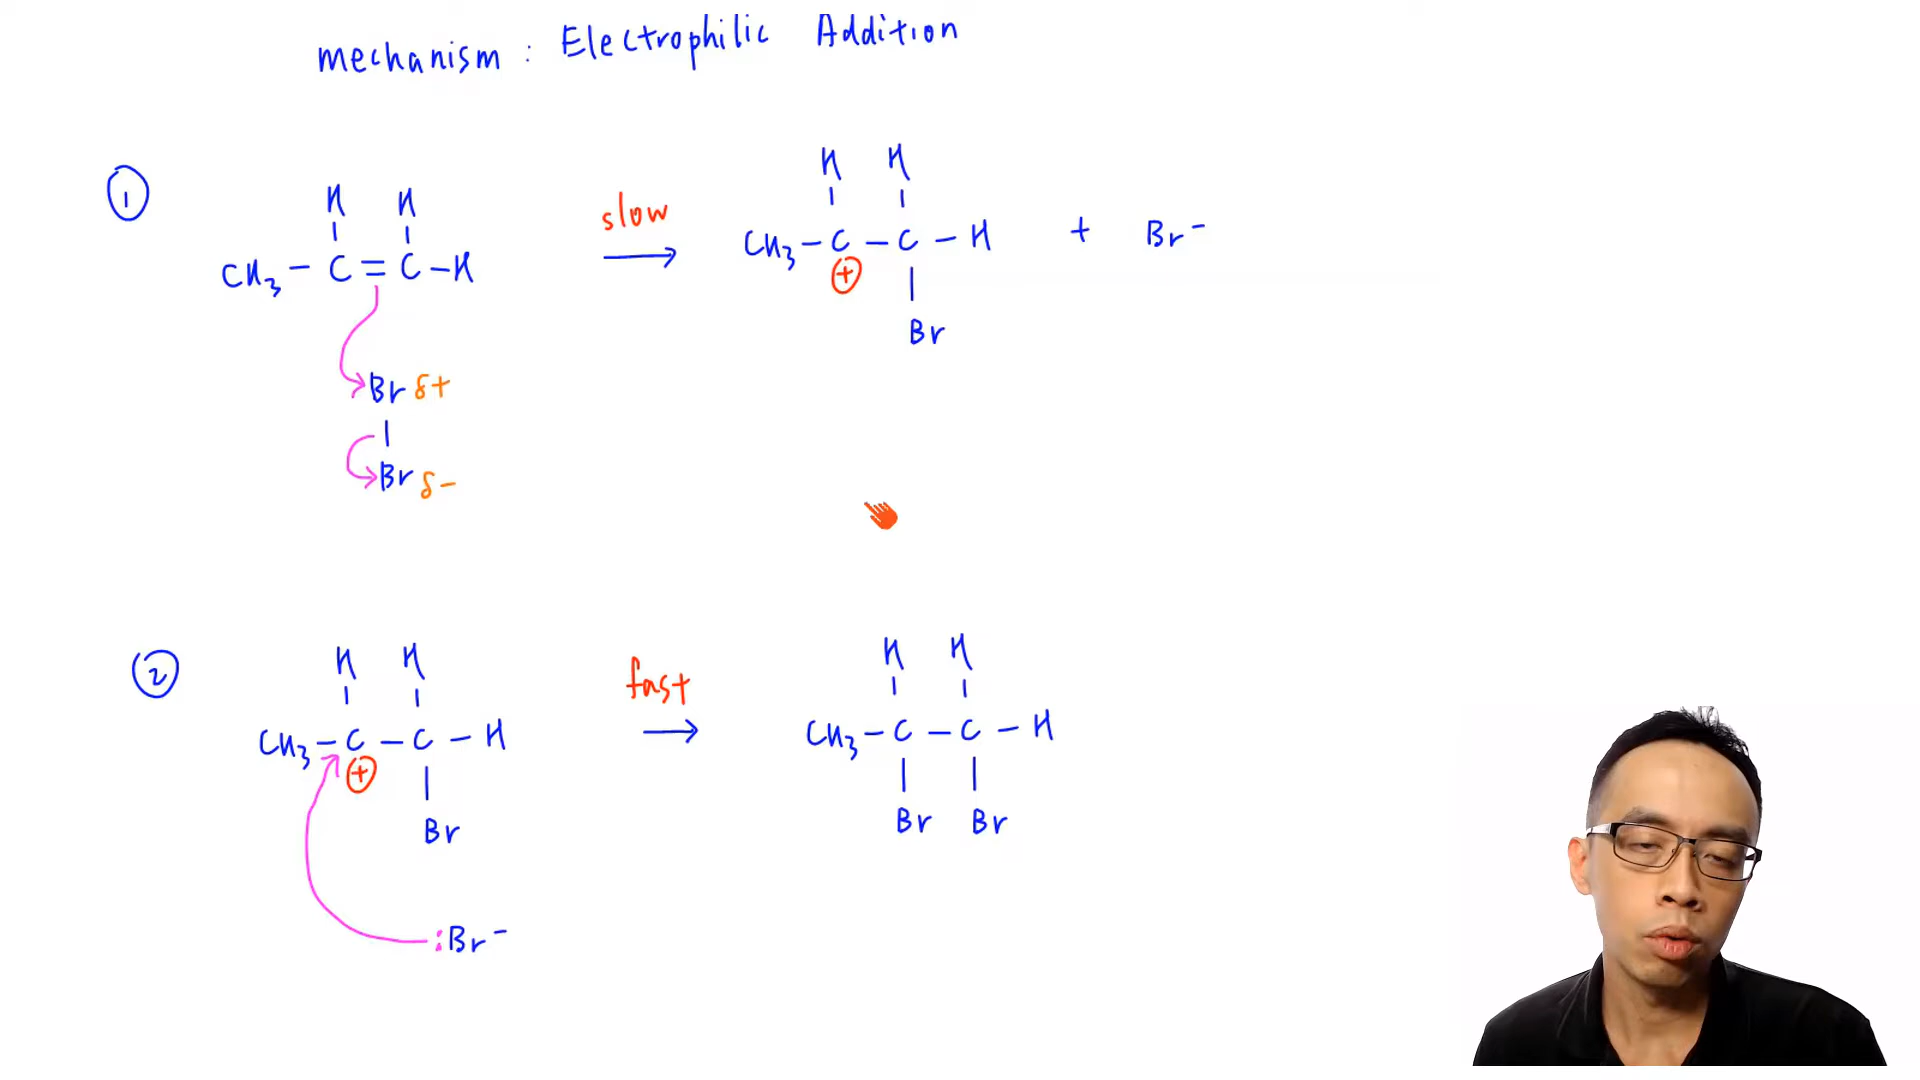 mechanism : Electrophilic Addition
1
H H
CH3 – C = C – H
Br δ+
Br δ–
slow
H H
CH3 – C – C – H + Br–
+
Br
2
H H
CH3 – C – C – H
+
Br
:Br–
fast
H H
CH3 – C – C – H
Br Br